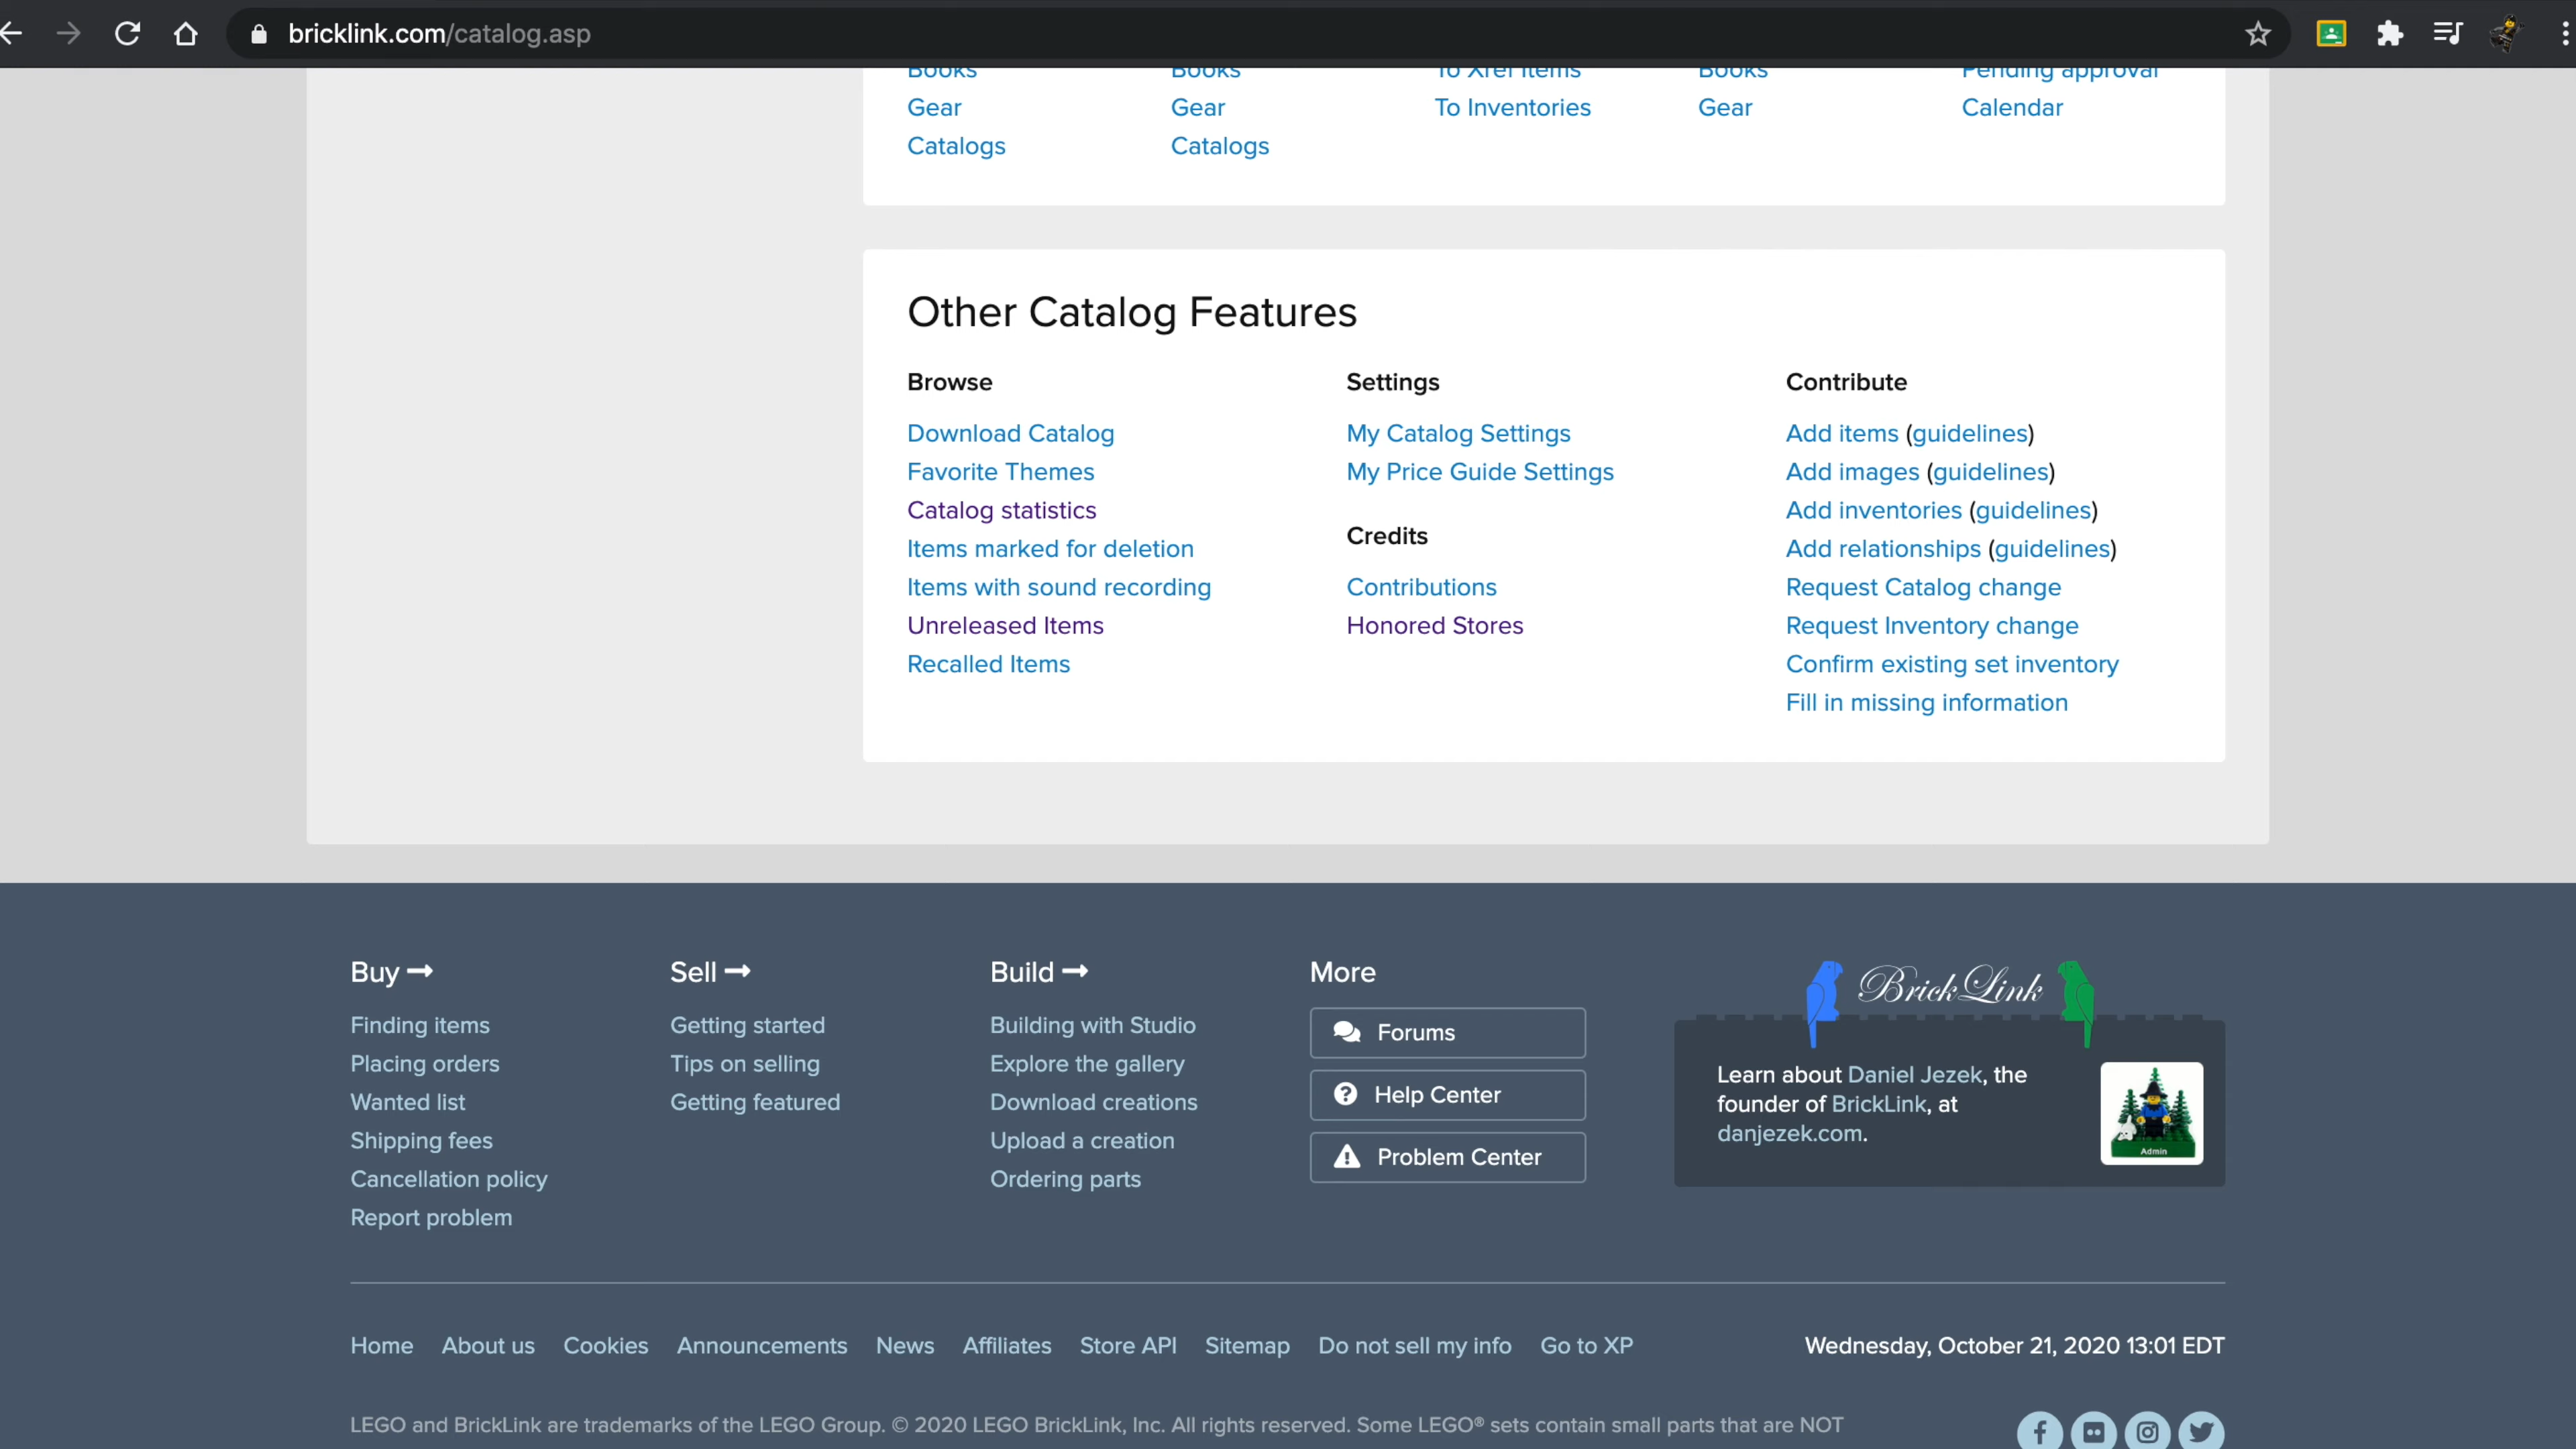 bricklink.com/catalog.asp
Books Books To Xref Items Books Pending approval
Gear Gear To Inventories Gear Calendar
Catalogs Catalogs
Other Catalog Features
Browse
Download Catalog
Favorite Themes
Catalog statistics
Items marked for deletion
Items with sound recording
Unreleased Items
Recalled Items
Settings
My Catalog Settings
My Price Guide Settings
Credits
Contributions
Honored Stores
Contribute
Add items (guidelines)
Add images (guidelines)
Add inventories (guidelines)
Add relationships (guidelines)
Request Catalog change
Request Inventory change
Confirm existing set inventory
Fill in missing information
Buy
Finding items
Placing orders
Wanted list
Shipping fees
Cancellation policy
Report problem
Sell
Getting started
Tips on selling
Getting featured
Build
Building with Studio
Explore the gallery
Download creations
Upload a creation
Ordering parts
More
Forums
Help Center
Problem Center
BrickLink
Learn about Daniel Jezek, the
founder of BrickLink, at
danjezek.com.
Admin
Home About us Cookies Announcements News Affiliates Store API Sitemap Do not sell my info Go to XP
Wednesday, October 21, 2020 13:01 EDT
LEGO and BrickLink are trademarks of the LEGO Group. © 2020 LEGO BrickLink, Inc. All rights reserved. Some LEGO® sets contain small parts that are NOT